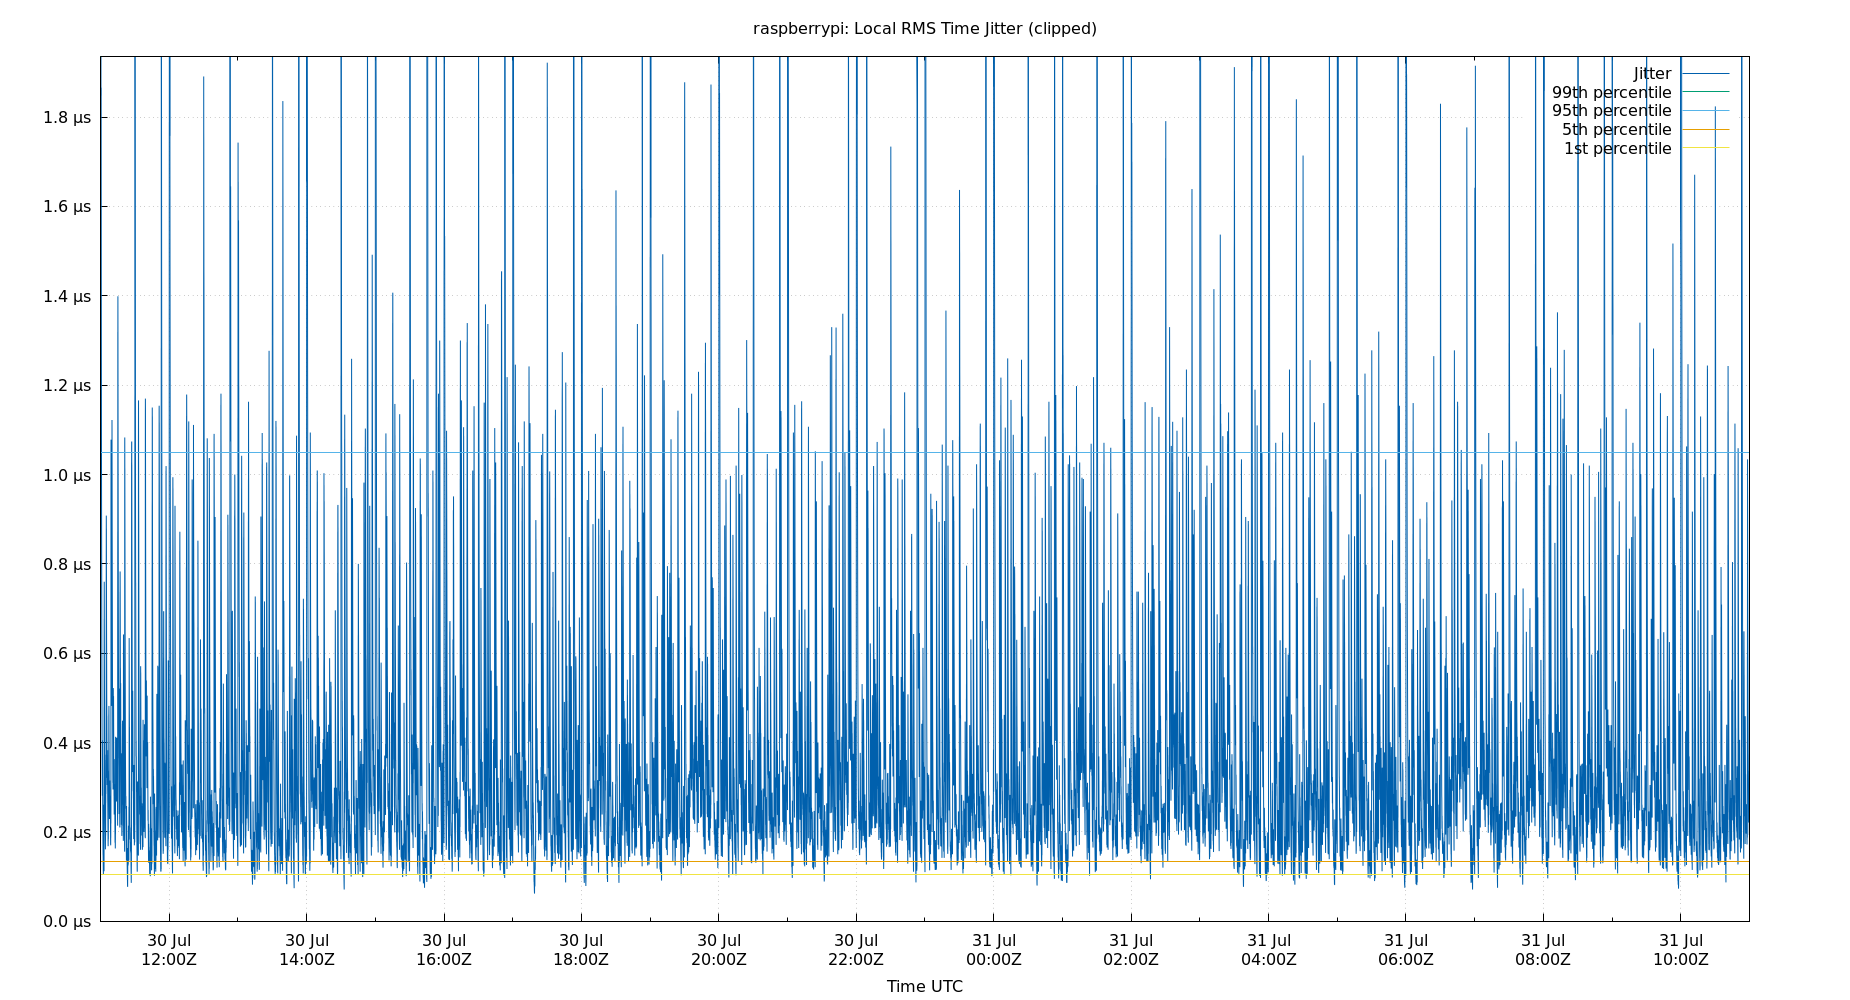 raspberrypi: Local RMS Time Jitter (clipped)
Jitter
99th percentile
95th percentile
5th percentile
1st percentile
1.8 μs
1.6 μs
1.4 μs
1.2 μs
1.0 μs
0.8 μs
0.6 μs
0.4 μs
0.2 μs
0.0 μs
30 Jul 30 Jul 30 Jul 30 Jul 30 Jul 30 Jul 31 Jul 31 Jul 31 Jul 31 Jul 31 Jul 31 Jul
12:00Z 14:00Z 16:00Z 18:00Z 20:00Z 22:00Z 00:00Z 02:00Z 04:00Z 06:00Z 08:00Z 10:00Z
Time UTC